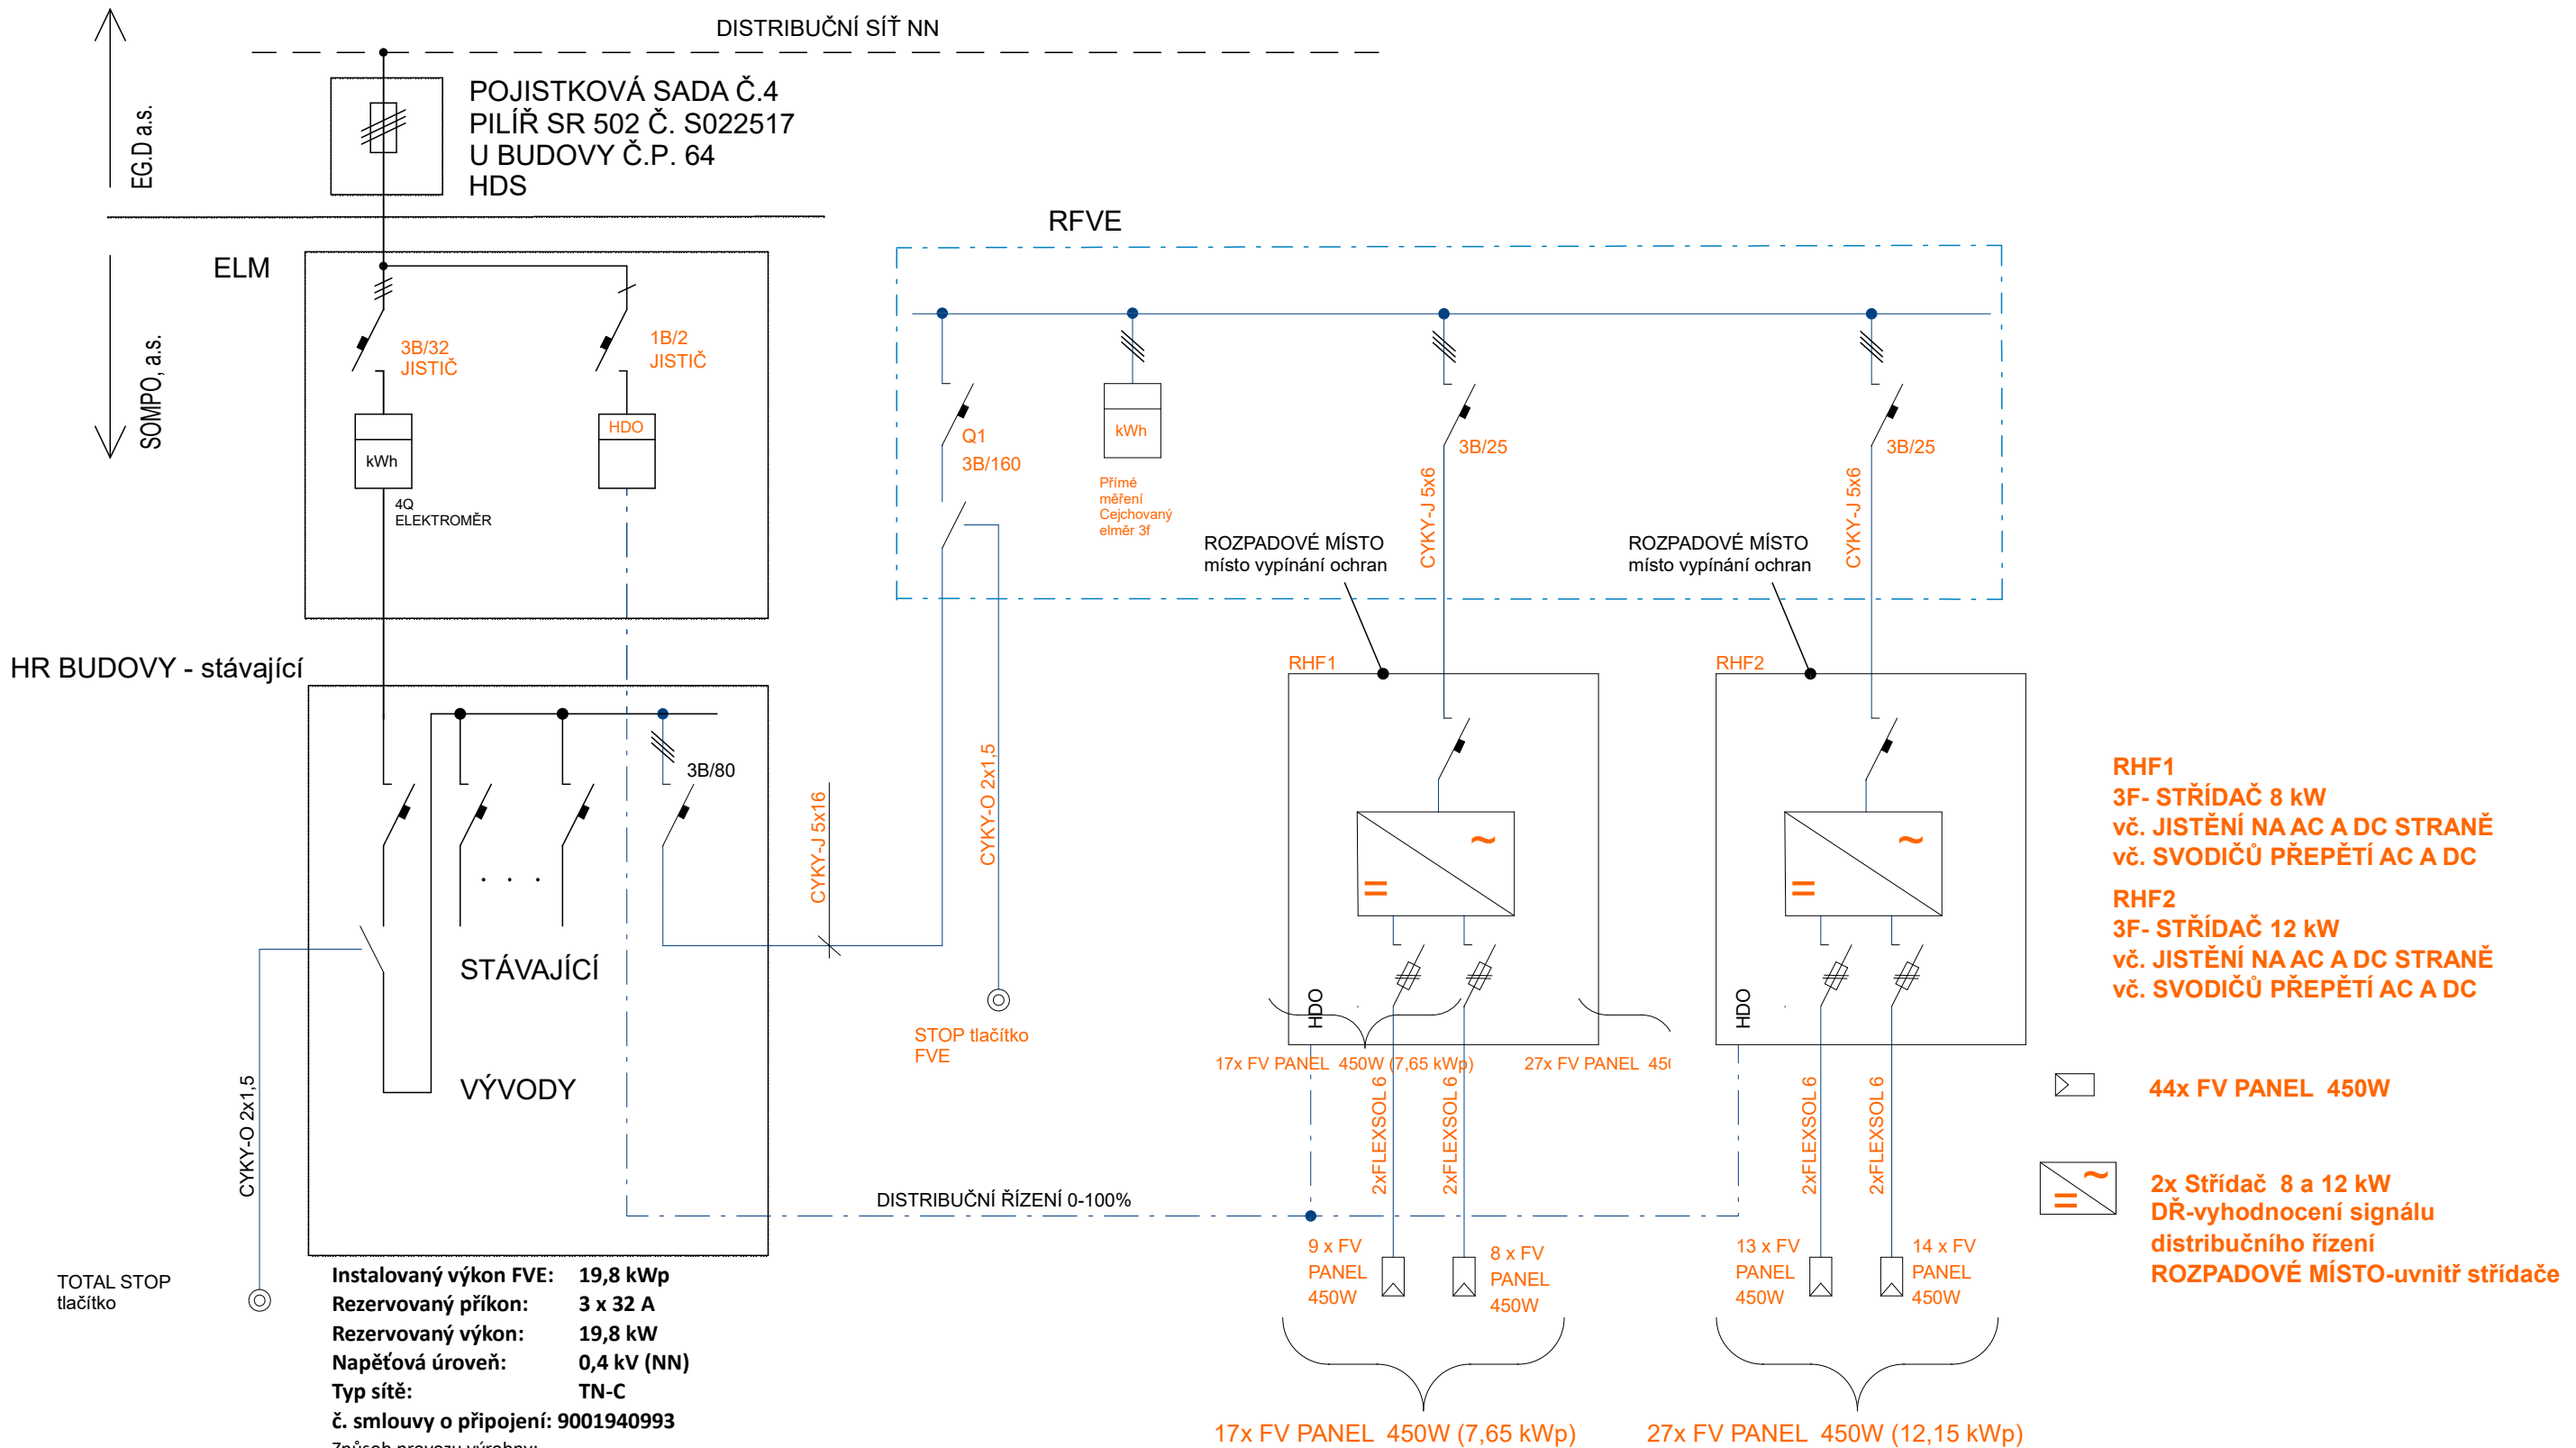 DISTRIBUČNÍ SÍŤ NN
EG.D a.s.
POJISTKOVÁ SADA Č.4
PILÍŘ SR 502 Č. S022517
U BUDOVY Č.P. 64
HDS
SOMPO, a.s.
ELM
3B/32
JISTIČ
1B/2
JISTIČ
kWh
HDO
4Q
ELEKTROMĚR
RFVE
Q1
3B/160
kWh
Přímé
měření
Cejchovaný
elměr 3f
3B/25
CYKY-J 5x6
3B/25
CYKY-J 5x6
ROZPADOVÉ MÍSTO
místo vypínání ochran
ROZPADOVÉ MÍSTO
místo vypínání ochran
HR BUDOVY - stávající
3B/80
CYKY-J 5x16
CYKY-O 2x1,5
STÁVAJÍCÍ
VÝVODY
CYKY-O 2x1,5
TOTAL STOP
tlačítko
STOP tlačítko
FVE
RHF1
~
=
HDO
RHF2
~
=
HDO
17x FV PANEL 450W (7,65 kWp)
27x FV PANEL 450
2xFLEXSOL 6
2xFLEXSOL 6
2xFLEXSOL 6
2xFLEXSOL 6
DISTRIBUČNÍ ŘÍZENÍ 0-100%
9 x FV
PANEL
450W
8 x FV
PANEL
450W
13 x FV
PANEL
450W
14 x FV
PANEL
450W
17x FV PANEL 450W (7,65 kWp)
27x FV PANEL 450W (12,15 kWp)
RHF1
3F- STŘÍDAČ 8 kW
vč. JISTĚNÍ NA AC A DC STRANĚ
vč. SVODIČŮ PŘEPĚTÍ AC A DC
RHF2
3F- STŘÍDAČ 12 kW
vč. JISTĚNÍ NA AC A DC STRANĚ
vč. SVODIČŮ PŘEPĚTÍ AC A DC
44x FV PANEL 450W
~
=
2x Střídač 8 a 12 kW
DŘ-vyhodnocení signálu
distribučního řízení
ROZPADOVÉ MÍSTO-uvnitř střídače
Instalovaný výkon FVE: 19,8 kWp
Rezervovaný příkon: 3 x 32 A
Rezervovaný výkon: 19,8 kW
Napěťová úroveň: 0,4 kV (NN)
Typ sítě: TN-C
č. smlouvy o připojení: 9001940993
Způsob provozu výrobny: